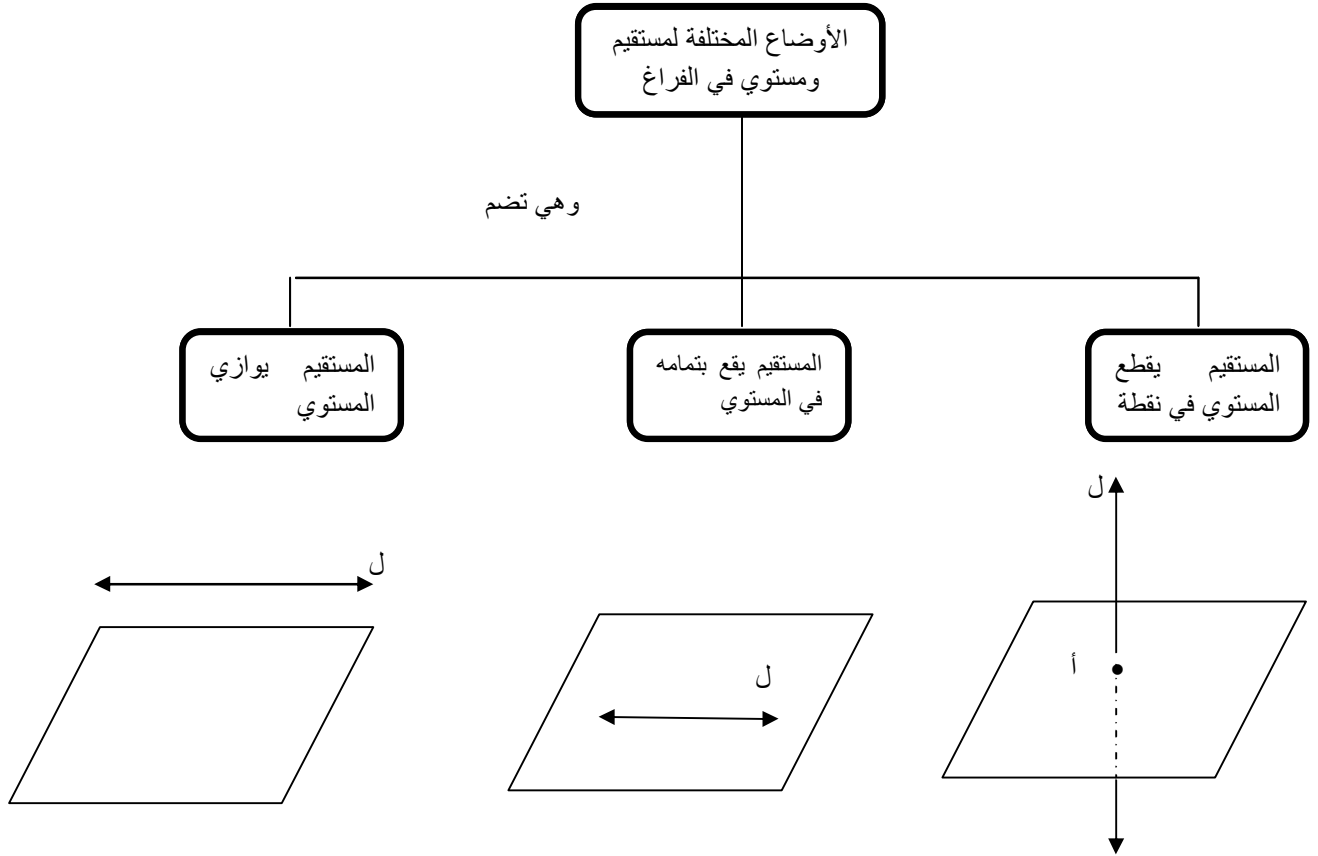 الأوضاع المختلفة لمستقيم
ومستوي في الفراغ
وهي تضم
المستقيم يقطع
المستوي في نقطة
المستقيم يقع بتمامه
في المستوي
المستقيم يوازي
المستوي
ل
أ
ل
ل